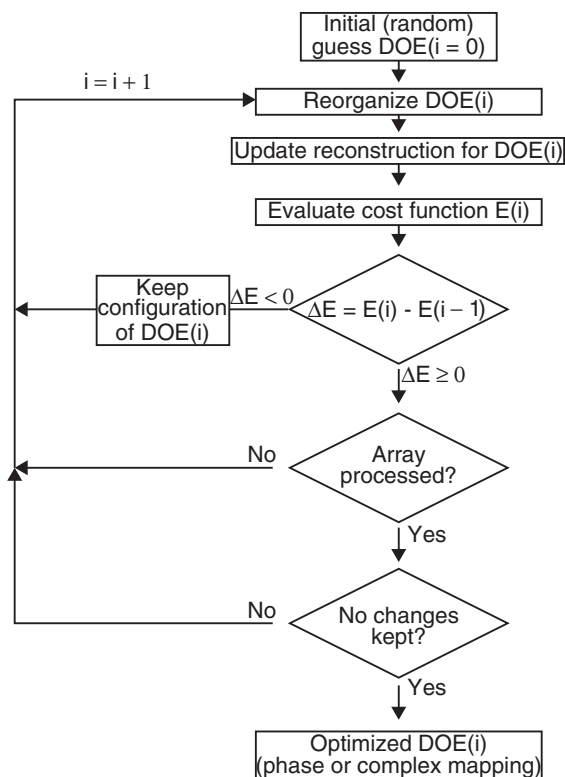 Initial (random)
guess DOE(i = 0)
i = i + 1
Reorganize DOE(i)
Update reconstruction for DOE(i)
Evaluate cost function E(i)
Keep
configuration
of DOE(i)
ΔE < 0
ΔE = E(i) - E(i − 1)
ΔE ≥ 0
No
Array
processed?
Yes
No
No changes
kept?
Yes
Optimized DOE(i)
(phase or complex mapping)